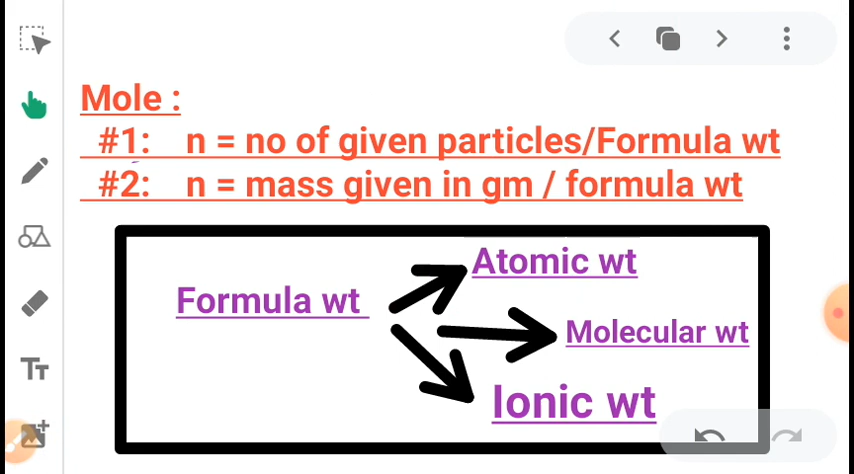 Mole :
#1: n = no of given particles/Formula wt
#2: n = mass given in gm / formula wt
Atomic wt
Formula wt
Molecular wt
Ionic wt
Tт